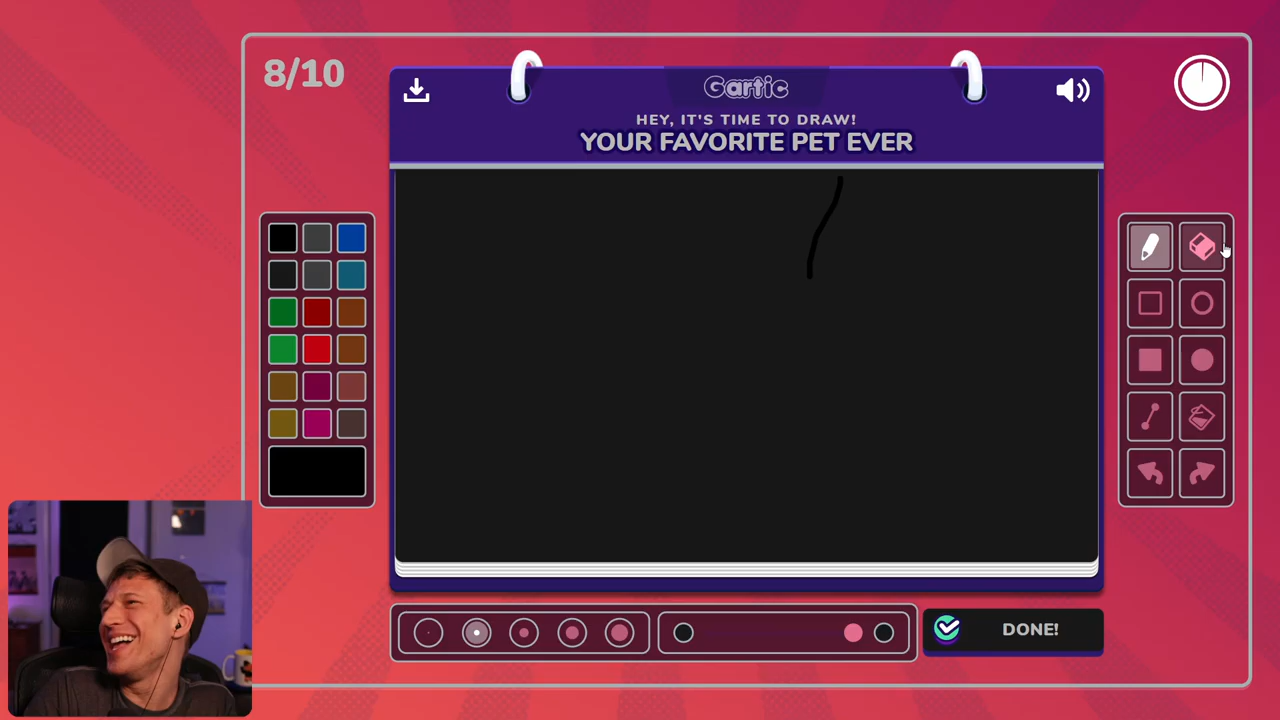 8/10
Gartic
HEY, IT'S TIME TO DRAW!
YOUR FAVORITE PET EVER
DONE!